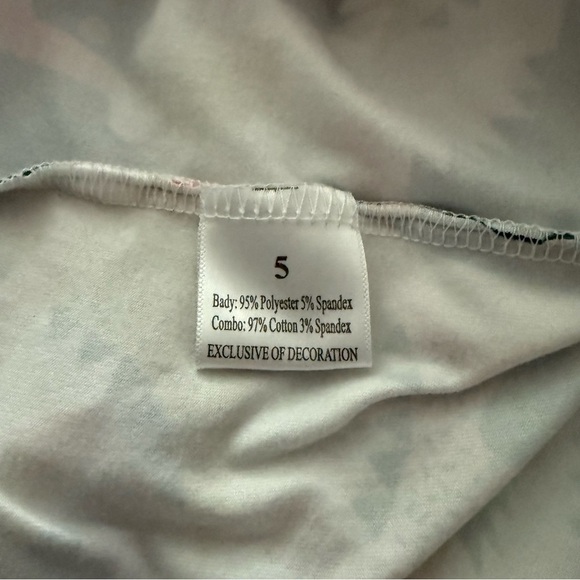 5
Bady: 95% Polyester 5% Spandex
Combo: 97% Cotton 3% Spandex
EXCLUSIVE OF DECORATION